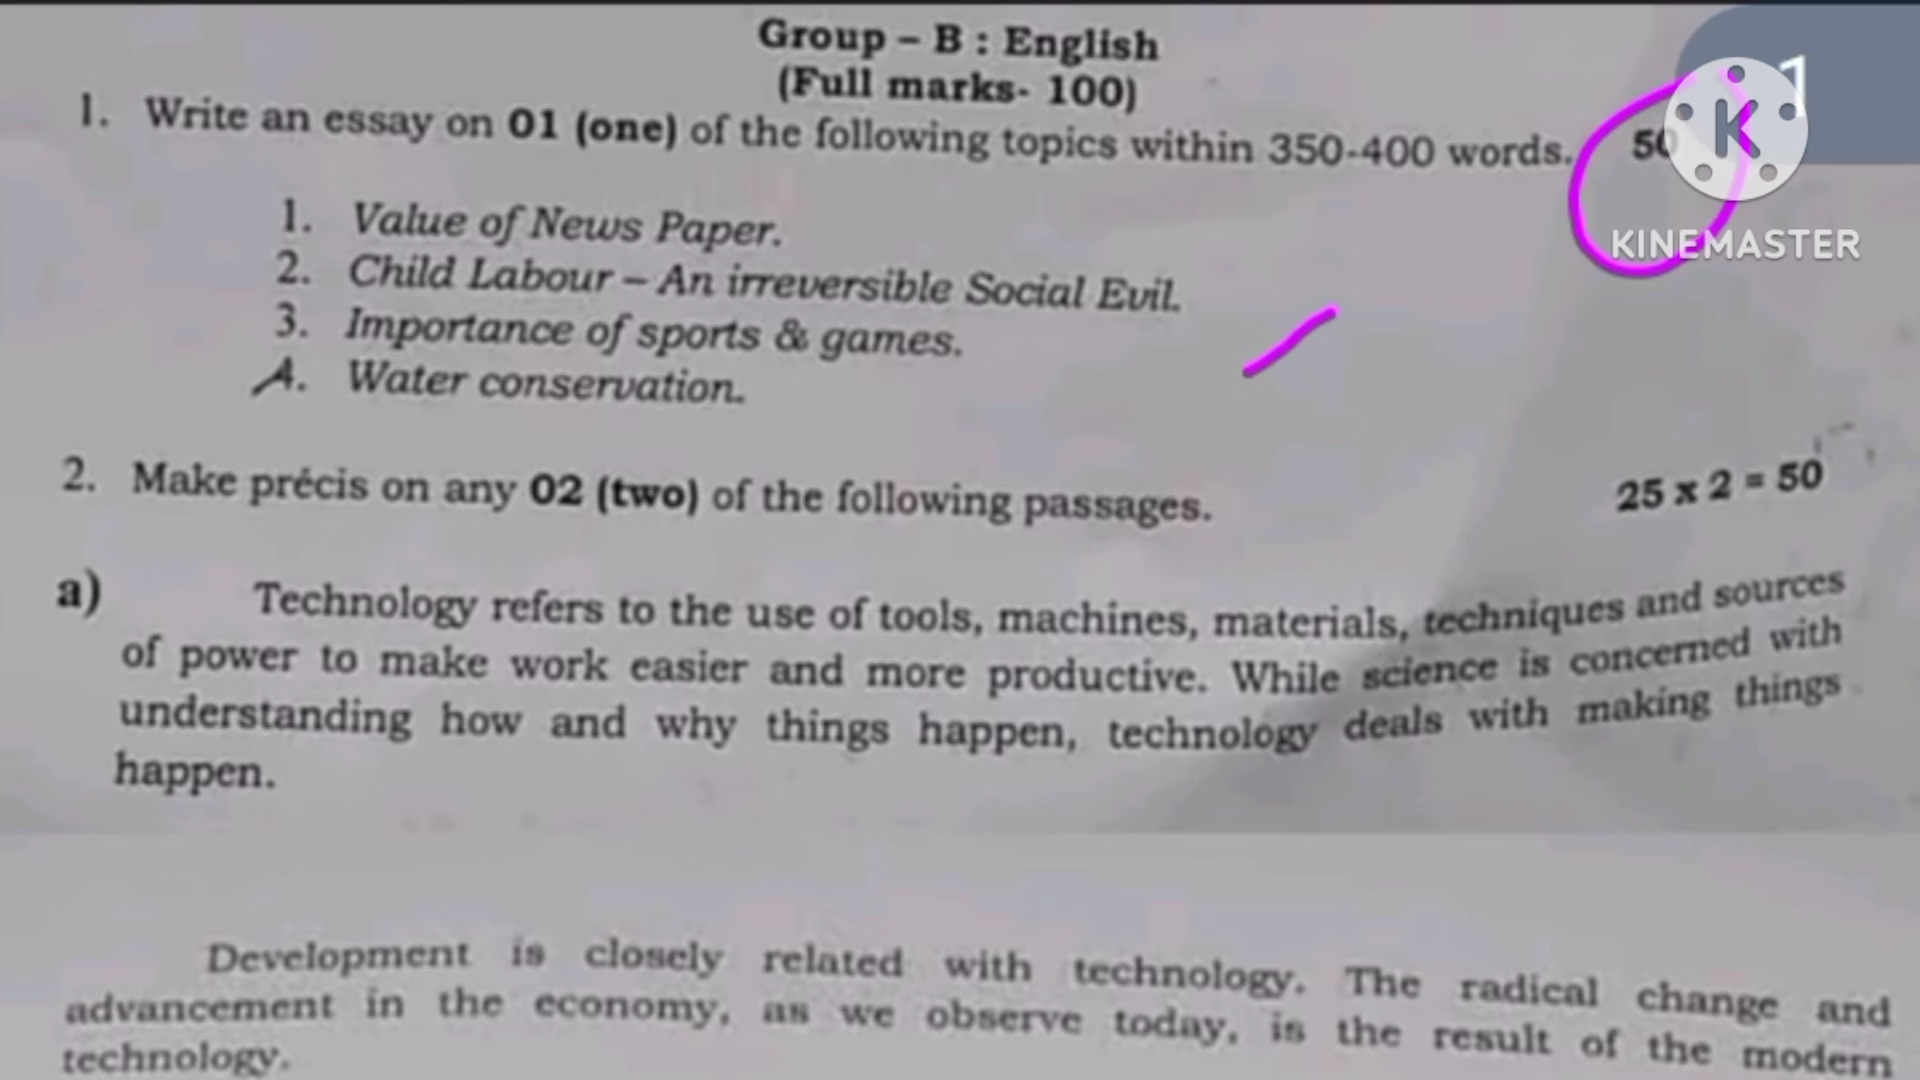 Group – B : English
(Full marks- 100)
1. Write an essay on 01 (one) of the following topics within 350-400 words. 50
1. Value of News Paper.
2. Child Labour – An irreversible Social Evil.
3. Importance of sports & games.
4. Water conservation.
2. Make précis on any 02 (two) of the following passages. 25 x 2 = 50
a) Technology refers to the use of tools, machines, materials, techniques and sources
of power to make work easier and more productive. While science is concerned with
understanding how and why things happen, technology deals with making things
happen.
Development is closely related with technology. The radical change and
advancement in the economy, as we observe today, is the result of the modern
technology.
1
K
KINEMASTER